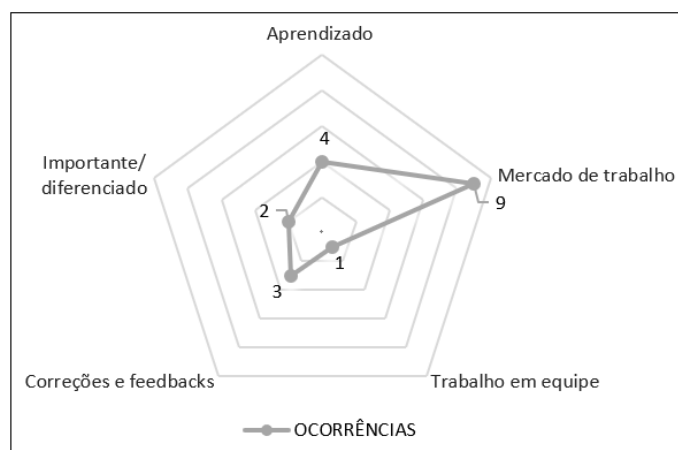 Aprendizado
4
Importante/
diferenciado
Mercado de trabalho
2
9
1
3
Correções e feedbacks
Trabalho em equipe
OCORRÊNCIAS